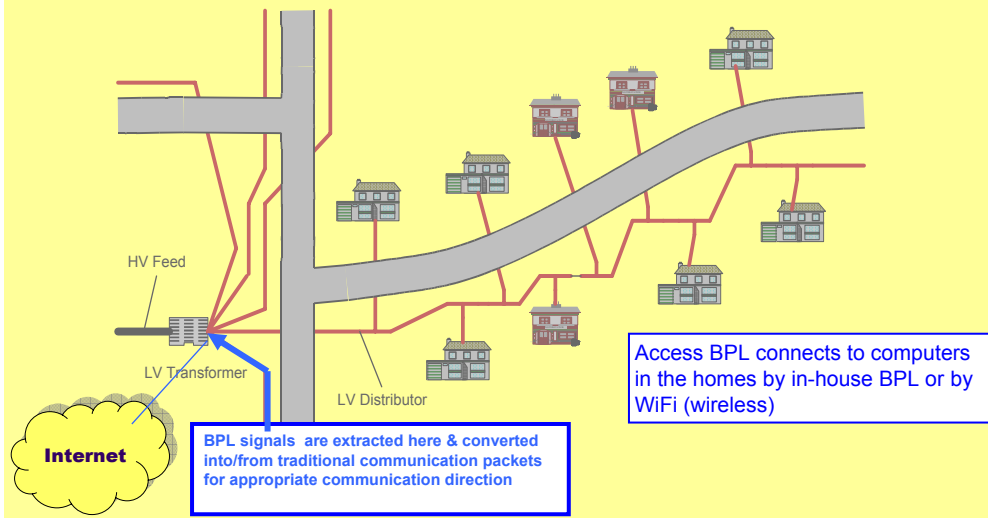 HV Feed
LV Transformer
LV Distributor
Internet
BPL signals are extracted here & converted
into/from traditional communication packets
for appropriate communication direction
Access BPL connects to computers
in the homes by in-house BPL or by
WiFi (wireless)